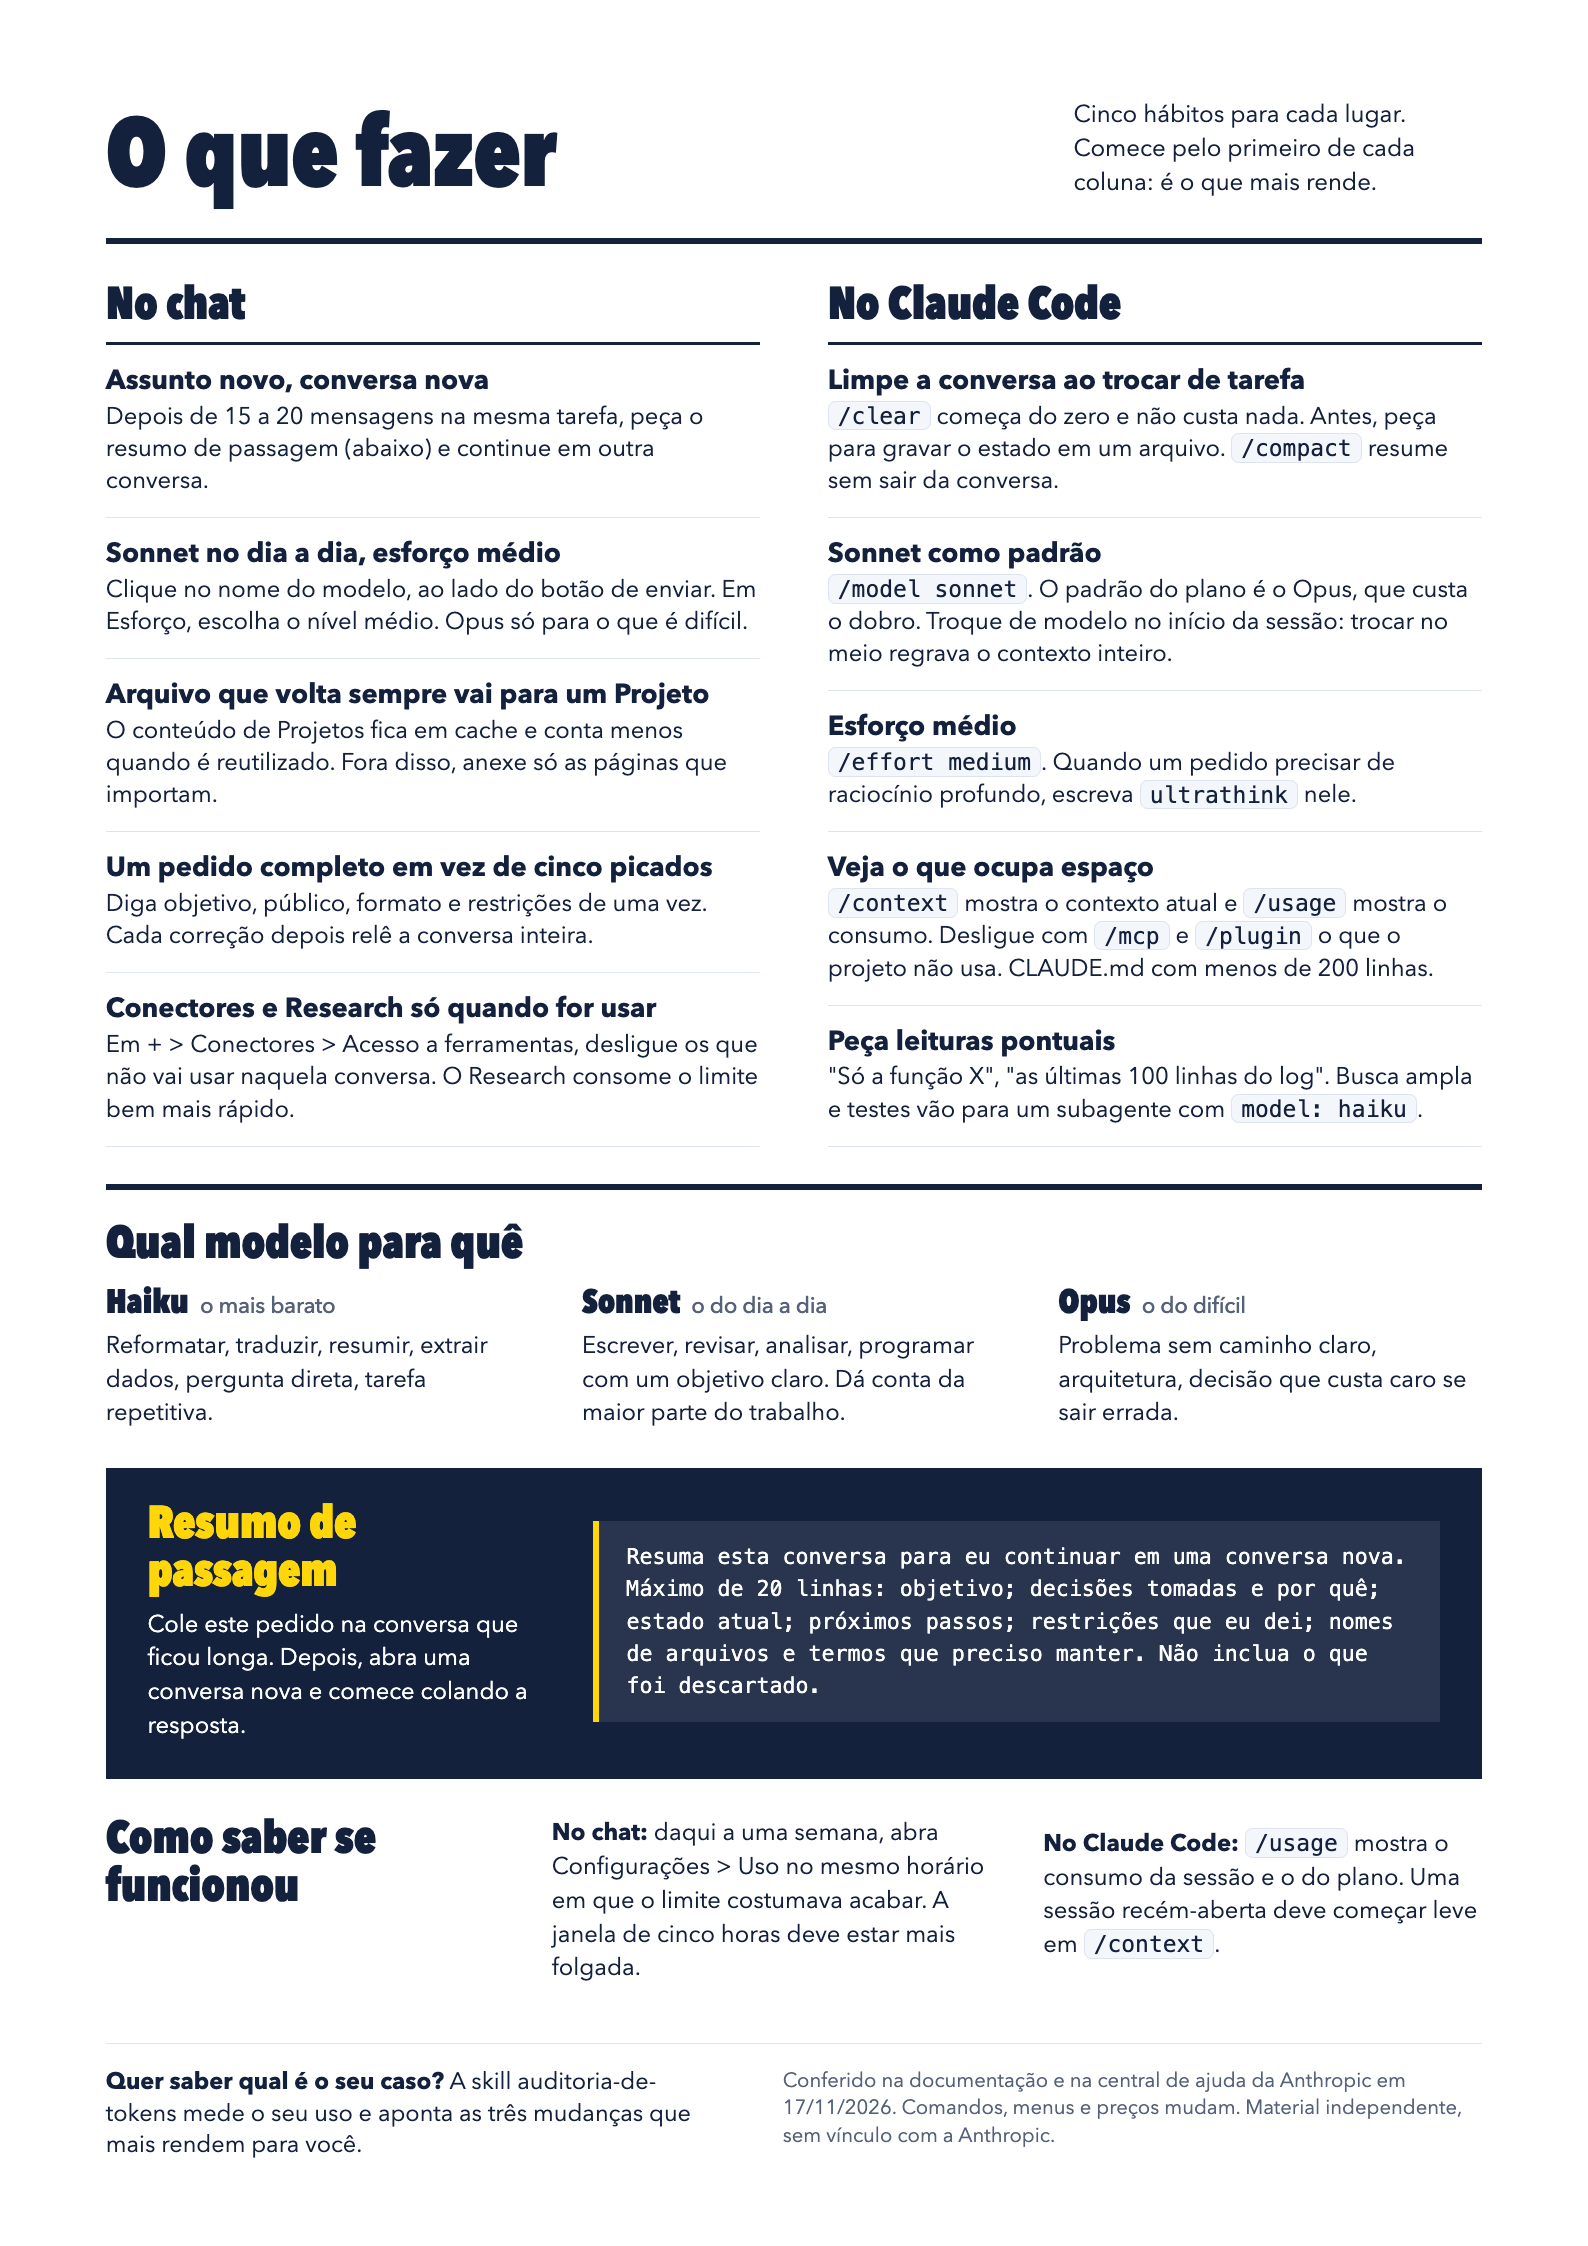 O que fazer
Cinco hábitos para cada lugar.
Comece pelo primeiro de cada
coluna: é o que mais rende.
No chat
Assunto novo, conversa nova
Depois de 15 a 20 mensagens na mesma tarefa, peça o
resumo de passagem (abaixo) e continue em outra
conversa.
Sonnet no dia a dia, esforço médio
Clique no nome do modelo, ao lado do botão de enviar. Em
Esforço, escolha o nível médio. Opus só para o que é difícil.
Arquivo que volta sempre vai para um Projeto
O conteúdo de Projetos fica em cache e conta menos
quando é reutilizado. Fora disso, anexe só as páginas que
importam.
Um pedido completo em vez de cinco picados
Diga objetivo, público, formato e restrições de uma vez.
Cada correção depois relê a conversa inteira.
Conectores e Research só quando for usar
Em + > Conectores > Acesso a ferramentas, desligue os que
não vai usar naquela conversa. O Research consome o limite
bem mais rápido.
No Claude Code
Limpe a conversa ao trocar de tarefa
/clear começa do zero e não custa nada. Antes, peça
para gravar o estado em um arquivo. /compact resume
sem sair da conversa.
Sonnet como padrão
/model sonnet. O padrão do plano é o Opus, que custa
o dobro. Troque de modelo no início da sessão: trocar no
meio regrava o contexto inteiro.
Esforço médio
/effort medium. Quando um pedido precisar de
raciocínio profundo, escreva ultrathink nele.
Veja o que ocupa espaço
/context mostra o contexto atual e /usage mostra o
consumo. Desligue com /mcp e /plugin o que o
projeto não usa. CLAUDE.md com menos de 200 linhas.
Peça leituras pontuais
"Só a função X", "as últimas 100 linhas do log". Busca ampla
e testes vão para um subagente com model: haiku.
Qual modelo para quê
Haiku o mais barato
Reformatar, traduzir, resumir, extrair
dados, pergunta direta, tarefa
repetitiva.
Sonnet o do dia a dia
Escrever, revisar, analisar, programar
com um objetivo claro. Dá conta da
maior parte do trabalho.
Opus o do difícil
Problema sem caminho claro,
arquitetura, decisão que custa caro se
sair errada.
Resumo de
passagem
Cole este pedido na conversa que
ficou longa. Depois, abra uma
conversa nova e comece colando a
resposta.
Resuma esta conversa para eu continuar em uma conversa nova.
Máximo de 20 linhas: objetivo; decisões tomadas e por quê;
estado atual; próximos passos; restrições que eu dei; nomes
de arquivos e termos que preciso manter. Não inclua o que
foi descartado.
Como saber se
funcionou
No chat: daqui a uma semana, abra
Configurações > Uso no mesmo horário
em que o limite costumava acabar. A
janela de cinco horas deve estar mais
folgada.
No Claude Code: /usage mostra o
consumo da sessão e o do plano. Uma
sessão recém-aberta deve começar leve
em /context.
Quer saber qual é o seu caso? A skill auditoria-de-
tokens mede o seu uso e aponta as três mudanças que
mais rendem para você.
Conferido na documentação e na central de ajuda da Anthropic em
17/11/2026. Comandos, menus e preços mudam. Material independente,
sem vínculo com a Anthropic.